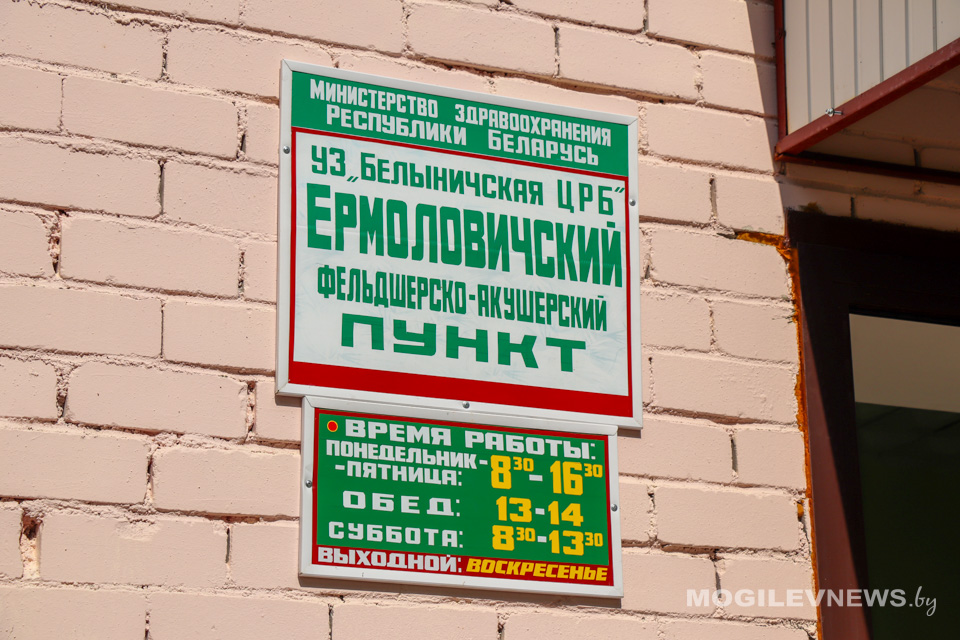 Министерство здравоохранения
Республики Беларусь
УЗ „Белыничская ЦРБ“
Ермоловичский
фельдшерско-акушерский
пункт
Время работы:
понедельник-
-пятница: 8³⁰-16³⁰
обед: 13-14
суббота: 8³⁰-13³⁰
выходной: воскресенье
MOGILEVNEWS.by